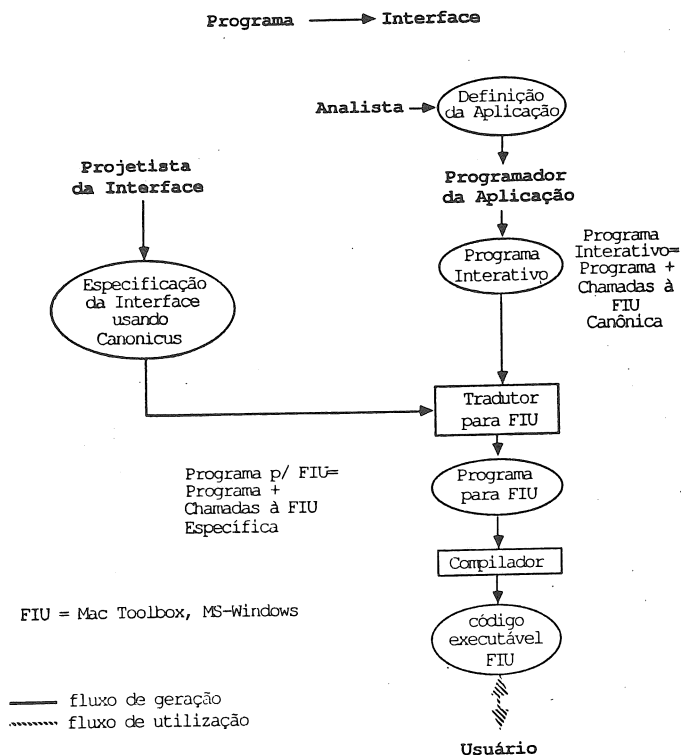 Programa Interface
Analista
Definição
da Aplicação
Projetista
da Interface
Programador
da Aplicação
Programa
Interativo
Programa
Interativo=
Programa +
Chamadas à
FIU
Canônica
Especificação
da Interface
usando
Canonicus
Tradutor
para FIU
Programa p/ FIU=
Programa +
Chamadas à FIU
Específica
Programa
para FIU
Compilador
FIU = Mac Toolbox, MS-Windows
código
executável
FIU
fluxo de geração
fluxo de utilização
Usuário